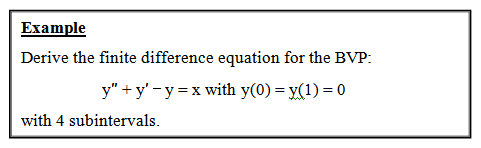 Example
Derive the finite difference equation for the BVP:
y" + y' – y = x with y(0) = y(1) = 0
with 4 subintervals.